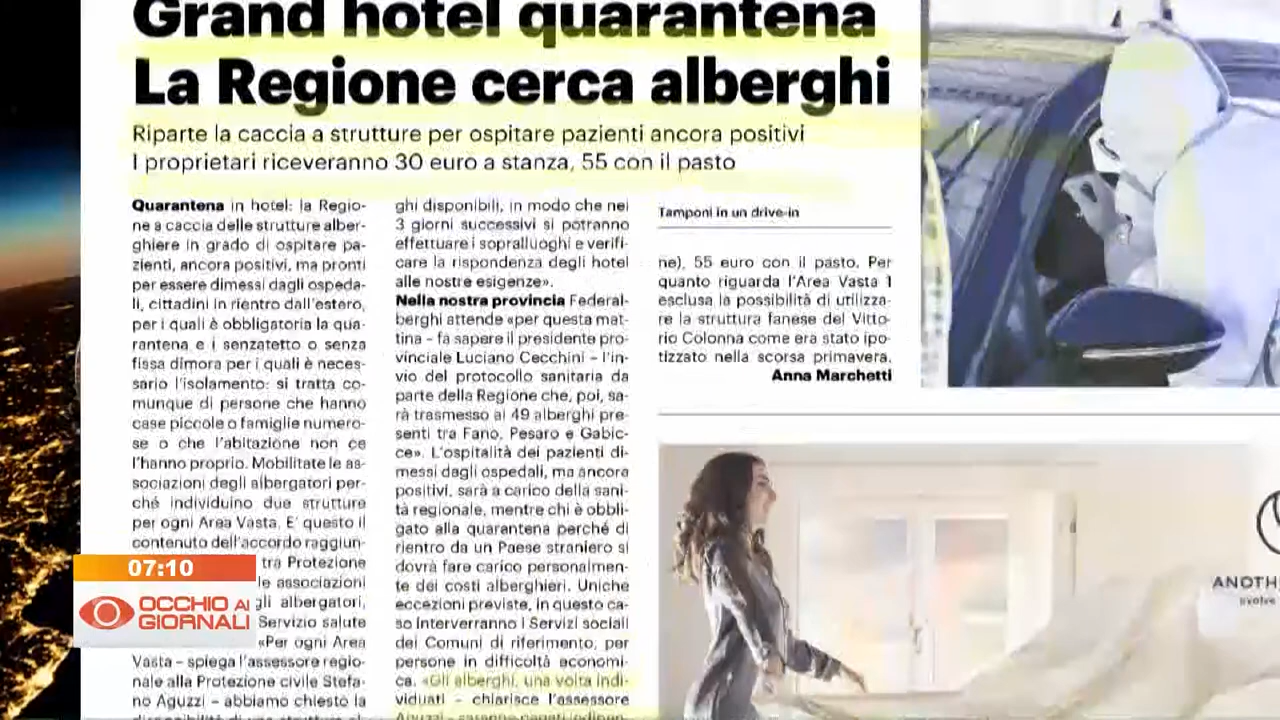 Grand hotel quarantena
La Regione cerca alberghi
Riparte la caccia a strutture per ospitare pazienti ancora positivi
I proprietari riceveranno 30 euro a stanza, 55 con il pasto
Quarantena in hotel: la Regio-
ne a caccia delle strutture alber-
ghiere in grado di ospitare pa-
zienti, ancora positivi, ma pronti
per essere dimessi dagli ospeda-
li, cittadini in rientro dall'estero,
per i quali è obbligatoria la qua-
rantena e i senzatetto o senza
fissa dimora per i quali è neces-
sario l'isolamento: si tratta co-
munque di persone che hanno
case piccole o famiglie numero-
se o che l'abitazione non ce
l'hanno proprio. Mobilitate le as-
sociazioni degli albergatori per-
ché individuino due strutture
per ogni Area Vasta. E' questo il
contenuto dell'accordo raggiun-
tra Protezione
le associazioni
gli albergatori,
Servizio salute
«Per ogni Area
Vasta – spiega l'assessore regio-
nale alla Protezione civile Stefa-
no Aguzzi – abbiamo chiesto la
ghi disponibili, in modo che nei
3 giorni successivi si potranno
effettuare i sopralluoghi e verifi-
care la rispondenza degli hotel
alle nostre esigenze».
Nella nostra provincia Federal-
berghi attende «per questa mat-
tina – fa sapere il presidente pro-
vinciale Luciano Cecchini – l'in-
vio del protocollo sanitaria da
parte della Regione che, poi, sa-
rà trasmesso ai 49 alberghi pre-
senti tra Fano, Pesaro e Gabic-
ce». L'ospitalità dei pazienti di-
messi dagli ospedali, ma ancora
positivi, sarà a carico della sani-
tà regionale, mentre chi è obbli-
gato alla quarantena perché di
rientro da un Paese straniero si
dovrà fare carico personalmen-
te dei costi alberghieri. Uniche
eccezioni previste, in questo ca-
so interverranno i Servizi sociali
dei Comuni di riferimento, per
persone in difficoltà economi-
ca. «Gli alberghi, una volta indi-
viduati – chiarisce l'assessore
Aguzzi – saranno pagati indipen-
Tamponi in un drive-in
ne), 55 euro con il pasto. Per
quanto riguarda l'Area Vasta 1
esclusa la possibilità di utilizza-
re la struttura fanese del Vitto-
rio Colonna come era stato ipo-
tizzato nella scorsa primavera.
Anna Marchetti
ANOTH
evolve
07:10
OCCHIO AI
GIORNALI